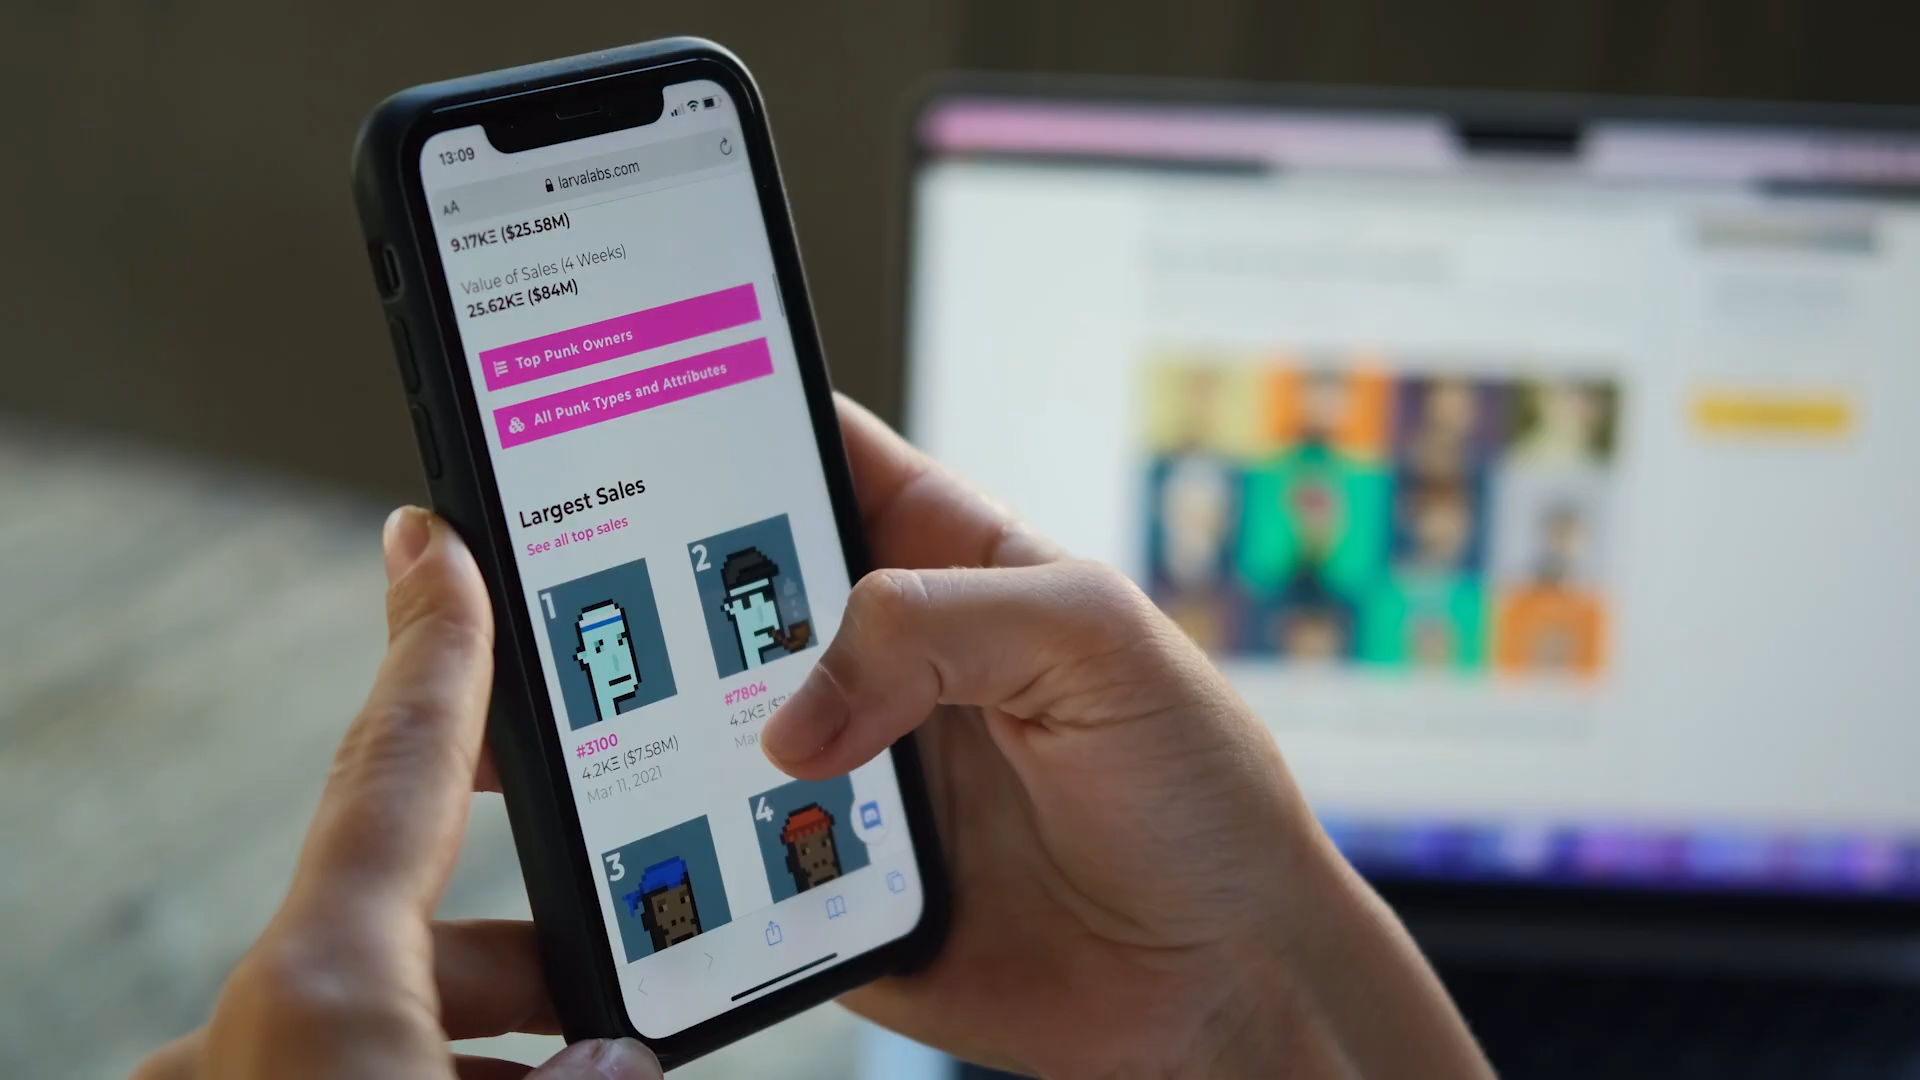 13:09
AA
larvalabs.com
9.17KΞ ($25.58M)
Value of Sales (4 Weeks)
25.62KΞ ($84M)
Top Punk Owners
All Punk Types and Attributes
Largest Sales
See all top sales
1
2
#3100
4.2KΞ ($7.58M)
Mar 11, 2021
#7804
4.2KΞ
Mar
3
4